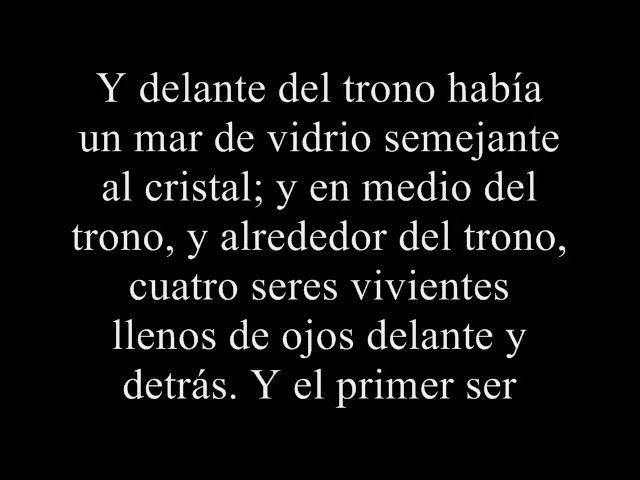 Y delante del trono había
un mar de vidrio semejante
al cristal; y en medio del
trono, y alrededor del trono,
cuatro seres vivientes
llenos de ojos delante y
detrás. Y el primer ser